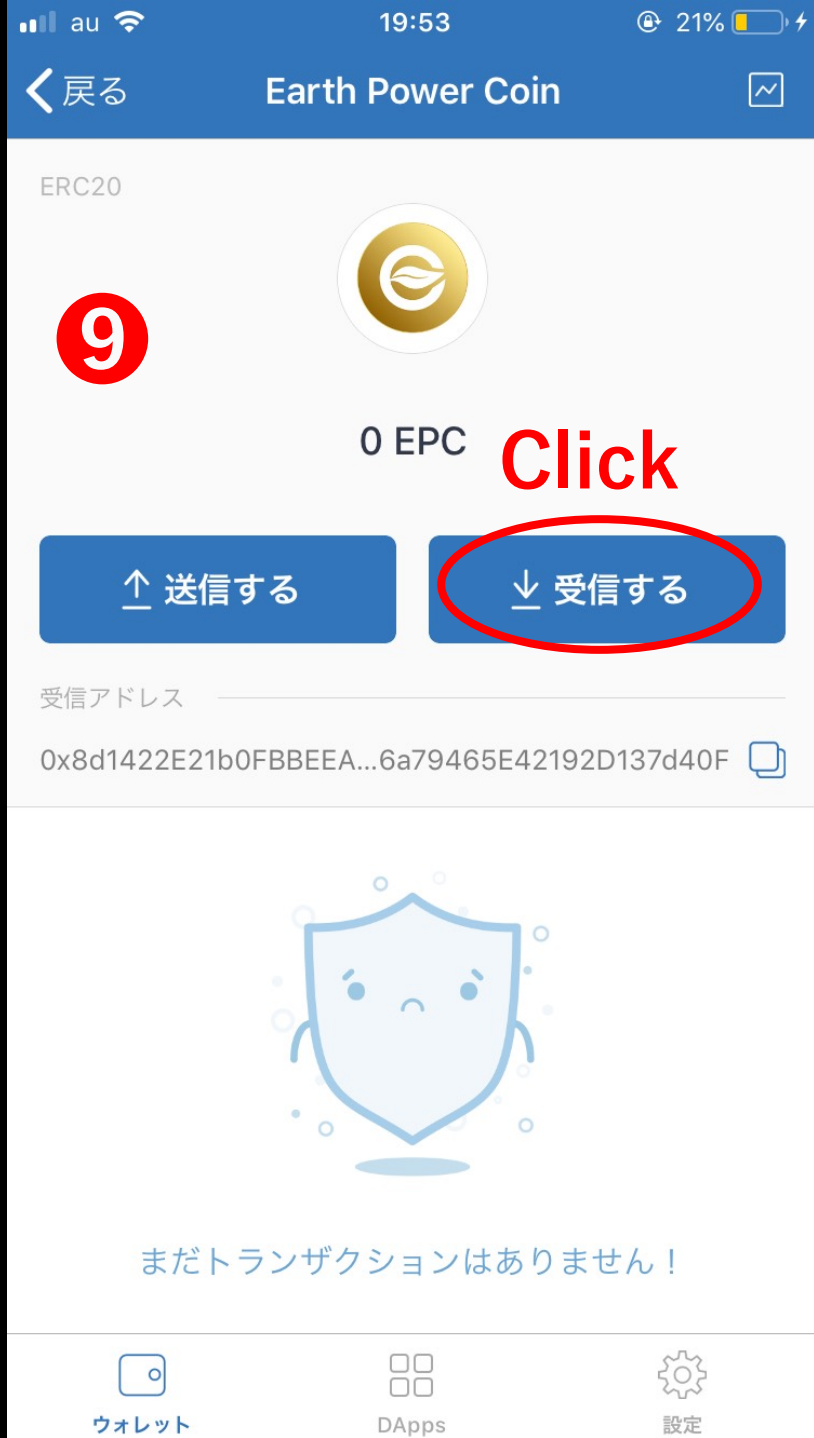 au 19:53 21%
戻る Earth Power Coin
ERC20
9
0 EPC
Click
送信する 受信する
受信アドレス
0x8d1422E21b0FBBEEA...6a79465E42192D137d40F
まだトランザクションはありません！
ウォレット DApps 設定